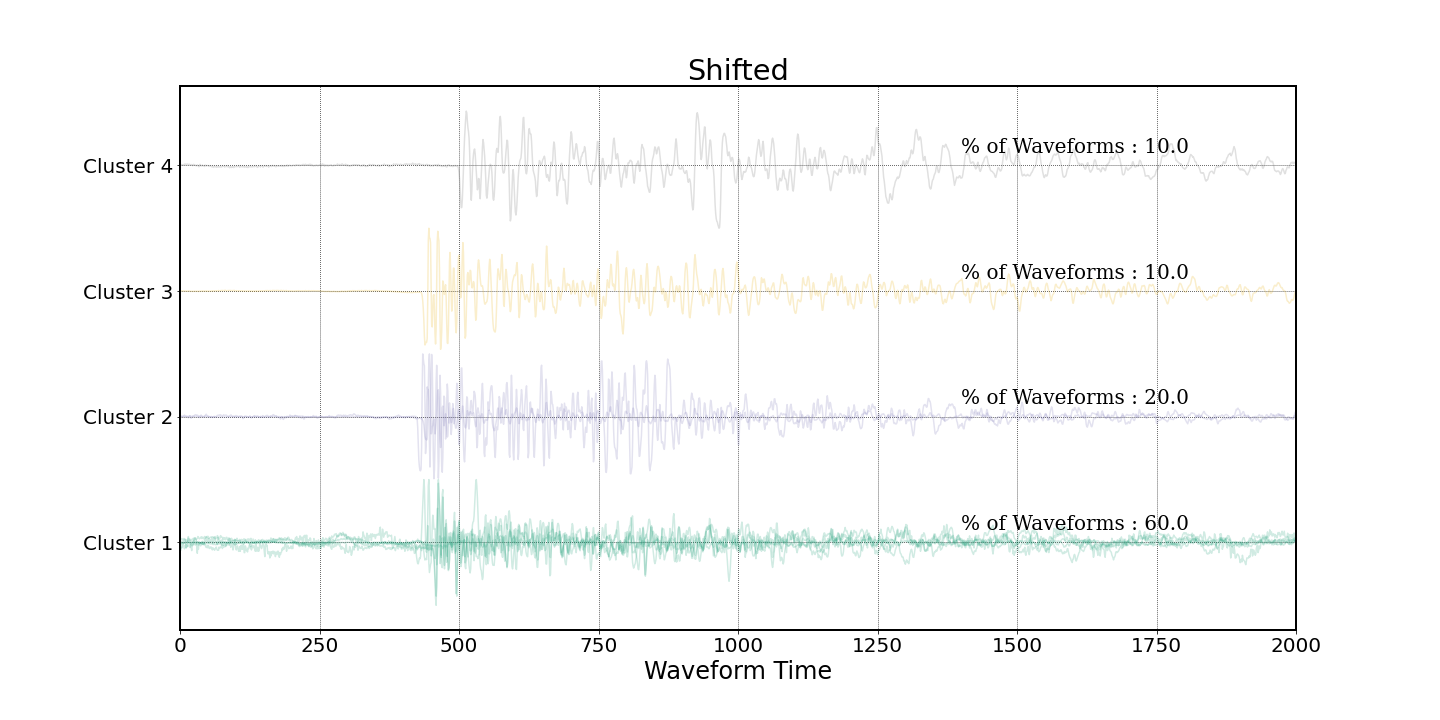 Shifted
Cluster 4
% of Waveforms : 10.0
Cluster 3
% of Waveforms : 10.0
Cluster 2
% of Waveforms : 20.0
Cluster 1
% of Waveforms : 60.0
0 250 500 750 1000 1250 1500 1750 2000
Waveform Time